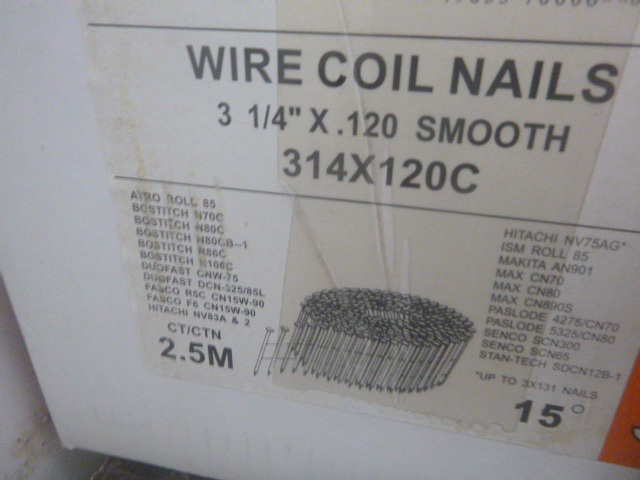 WIRE COIL NAILS
3 1/4" X .120 SMOOTH
314X120C
ATRO ROLL 85
BOSTITCH N70C
BOSTITCH N80C
BOSTITCH N80CB-1
BOSTITCH N86C
BOSTITCH N100C
DUOFAST CNW-75
DUOFAST DCN-325/85L
FASCO R5C CN15W-90
FASCO F6 CN15W-90
HITACHI NV83A & 2
CT/CTN
2.5M
HITACHI NV75AG*
ISM ROLL 85
MAKITA AN901
MAX CN70
MAX CN80
MAX CN890S
PASLODE 4275/CN70
PASLODE 5325/CN80
SENCO SCN300
SENCO SCN65
STAN-TECH SDCN12B-1
*UP TO 3X131 NAILS
15°